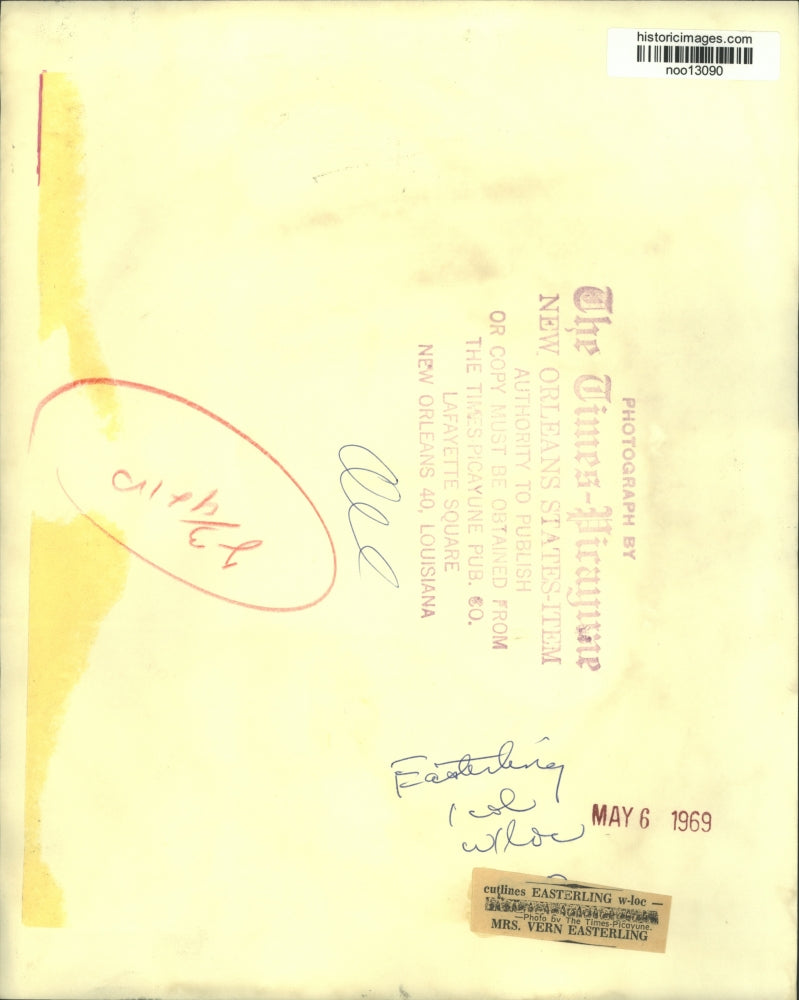 historicimages.com
noo13090
PHOTOGRAPH BY
The Times-Picayune
NEW ORLEANS STATES-ITEM
AUTHORITY TO PUBLISH
OR COPY MUST BE OBTAINED FROM
THE TIMES PICAYUNE PUB. CO.
LAFAYETTE SQUARE
NEW ORLEANS 40, LOUISIANA
Easterling
1 col
w/loc
MAY 6 1969
cutlines EASTERLING w-loc —
—Photo by The Times-Picayune.
MRS. VERN EASTERLING